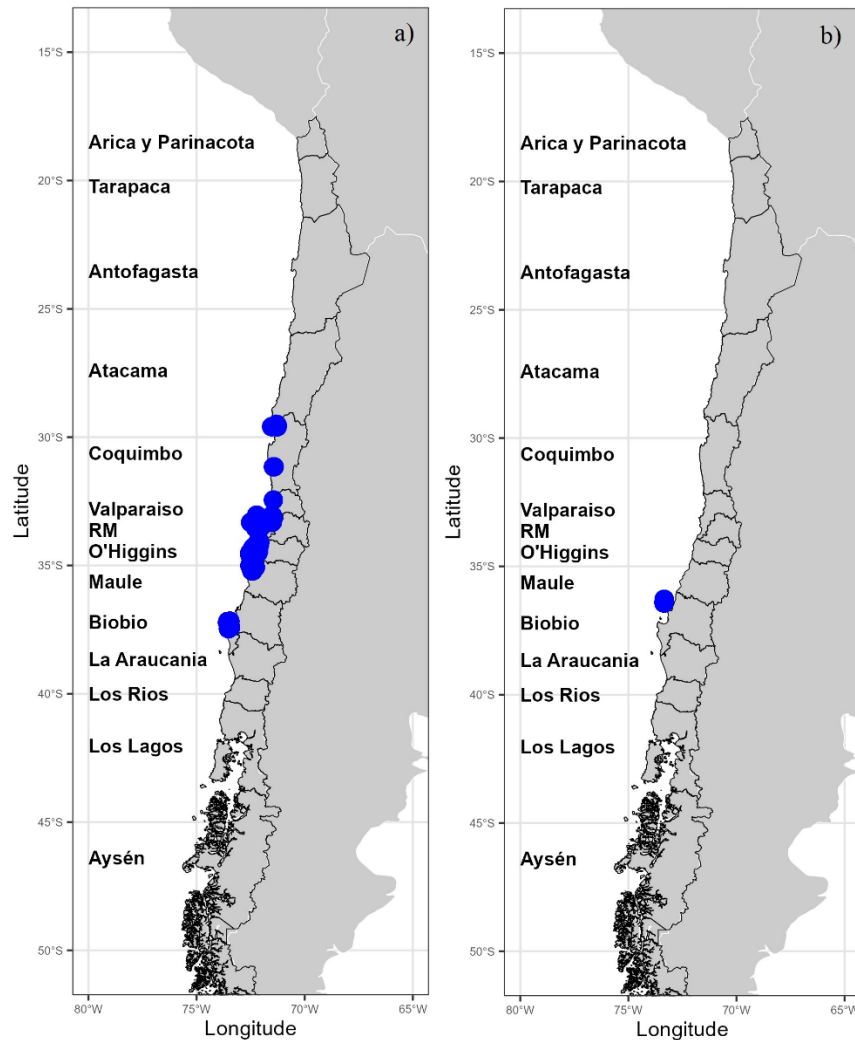 a)
15°S
Arica y Parinacota
20°S
Tarapaca
Antofagasta
25°S
Atacama
30°S
Coquimbo
Valparaiso
RM
O'Higgins
35°S
Maule
Biobio
La Araucania
Los Rios
40°S
Los Lagos
45°S
Aysén
50°S
80°W 75°W 70°W 65°W
Longitude
Latitude
b)
15°S
Arica y Parinacota
20°S
Tarapaca
Antofagasta
25°S
Atacama
30°S
Coquimbo
Valparaiso
RM
O'Higgins
35°S
Maule
Biobio
La Araucania
Los Rios
40°S
Los Lagos
45°S
Aysén
50°S
80°W 75°W 70°W 65°W
Longitude
Latitude